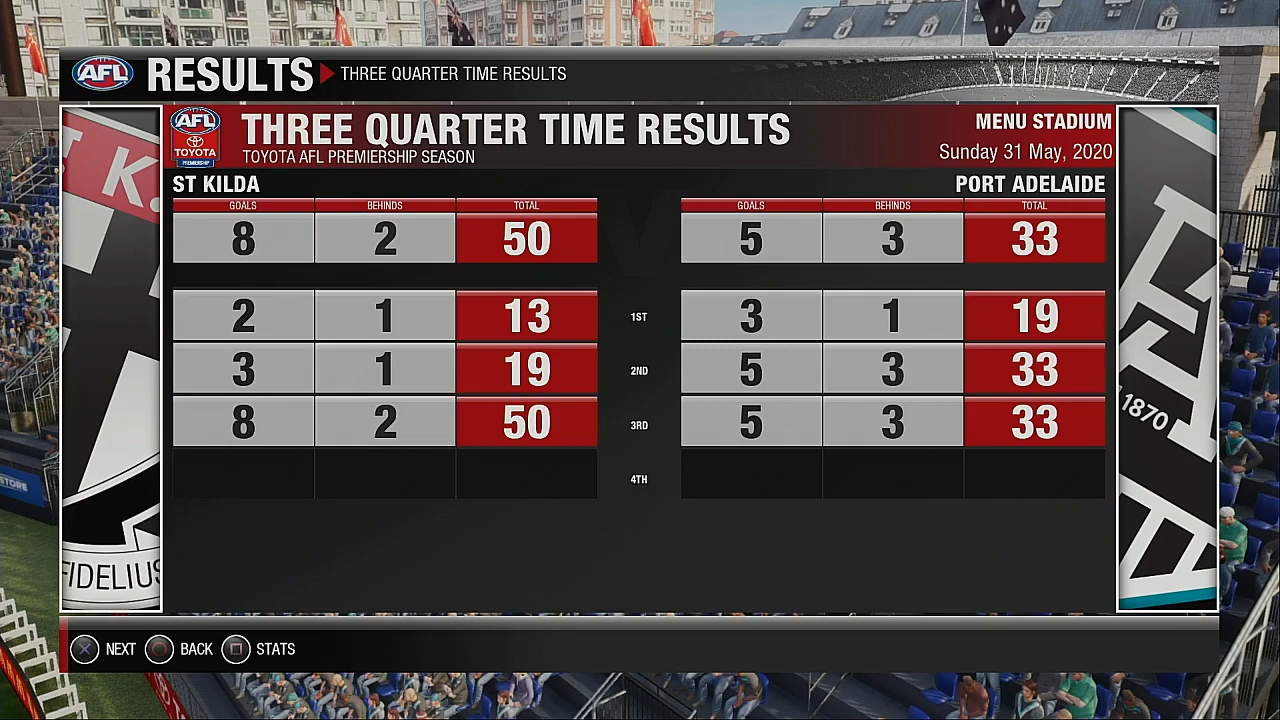 AFL RESULTS THREE QUARTER TIME RESULTS
AFL TOYOTA PREMIERSHIP
THREE QUARTER TIME RESULTS
TOYOTA AFL PREMIERSHIP SEASON
MENU STADIUM
Sunday 31 May, 2020
ST KILDA PORT ADELAIDE
GOALS BEHINDS TOTAL GOALS BEHINDS TOTAL
8 2 50 5 3 33
2 1 13 1ST 3 1 19
3 1 19 2ND 5 3 33
8 2 50 3RD 5 3 33
4TH
T K.
FIDELIUS
1870
STORE
NEXT BACK STATS